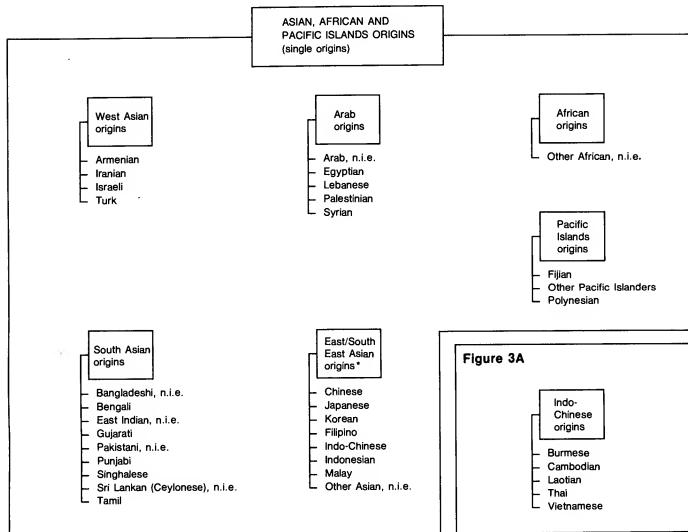 ASIAN, AFRICAN AND
PACIFIC ISLANDS ORIGINS
(single origins)
West Asian
origins
Armenian
Iranian
Israeli
Turk
Arab
origins
Arab, n.i.e.
Egyptian
Lebanese
Palestinian
Syrian
African
origins
Other African, n.i.e.
Pacific
Islands
origins
Fijian
Other Pacific Islanders
Polynesian
South Asian
origins
Bangladeshi, n.i.e.
Bengali
East Indian, n.i.e.
Gujarati
Pakistani, n.i.e.
Punjabi
Singhalese
Sri Lankan (Ceylonese), n.i.e.
Tamil
East/South
East Asian
origins*
Chinese
Japanese
Korean
Filipino
Indo-Chinese
Indonesian
Malay
Other Asian, n.i.e.
Figure 3A
Indo-
Chinese
origins
Burmese
Cambodian
Laotian
Thai
Vietnamese